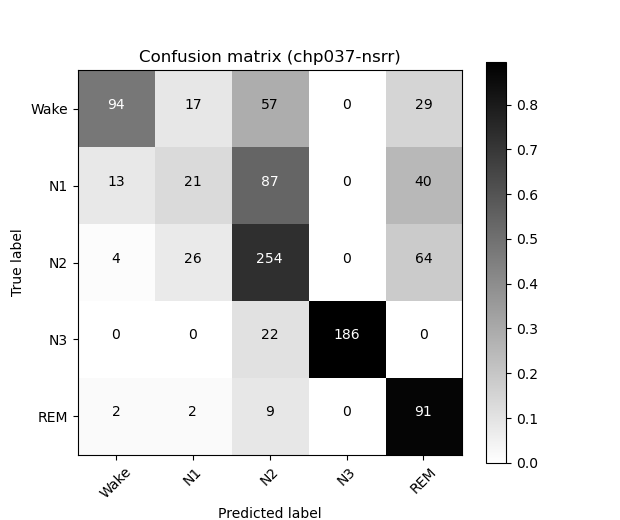 Confusion matrix (chp037-nsrr)
Wake 94 17 57 0 29
N1 13 21 87 0 40
N2 4 26 254 0 64
N3 0 0 22 186 0
REM 2 2 9 0 91
Wake N1 N2 N3 REM
Predicted label
True label
0.8
0.7
0.6
0.5
0.4
0.3
0.2
0.1
0.0